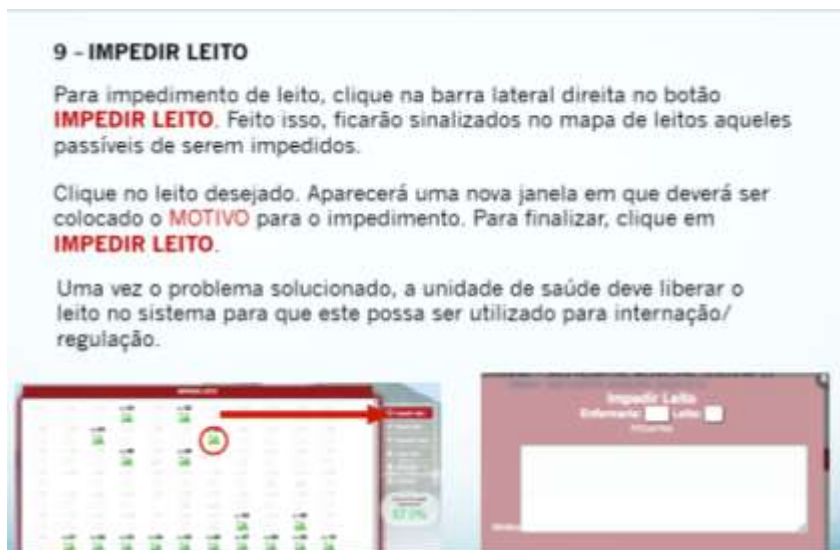 9 - IMPEDIR LEITO
Para impedimento de leito, clique na barra lateral direita no botão
IMPEDIR LEITO. Feito isso, ficarão sinalizados no mapa de leitos aqueles
passíveis de serem impedidos.
Clique no leito desejado. Aparecerá uma nova janela em que deverá ser
colocado o MOTIVO para o impedimento. Para finalizar, clique em
IMPEDIR LEITO.
Uma vez o problema solucionado, a unidade de saúde deve liberar o
leito no sistema para que este possa ser utilizado para internação/
regulação.
Impedir Leito
Enfermaria: Leito: